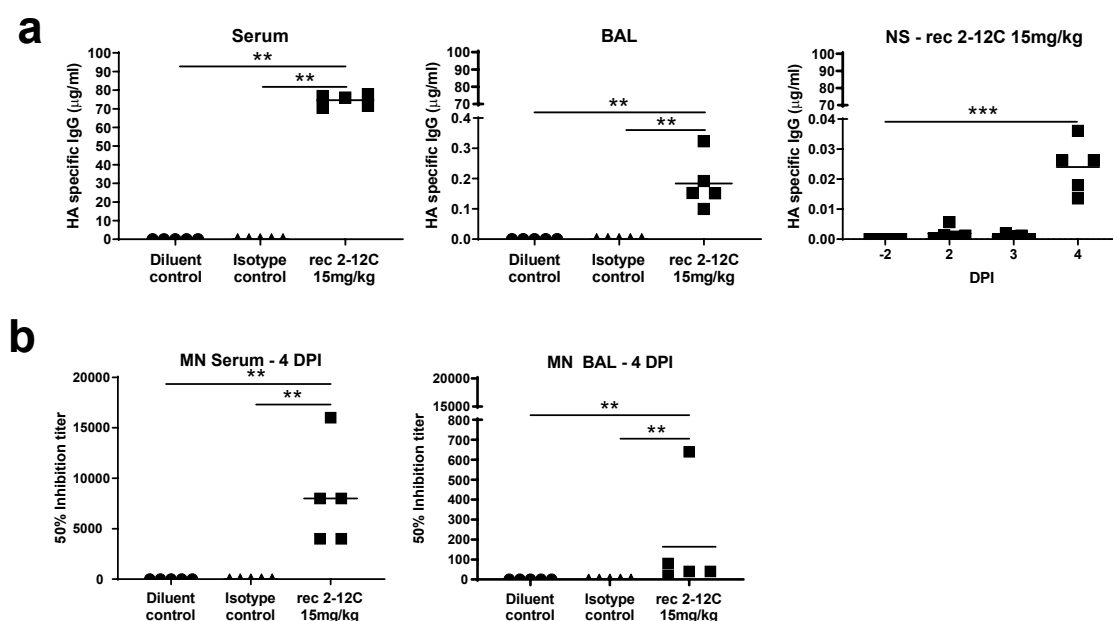 a
Serum
HA specific IgG (μg/ml)
100
90
80
70
60
50
40
30
20
10
0
**
**
Diluent control
Isotype control
rec 2-12C 15mg/kg
BAL
HA specific IgG (μg/ml)
100
90
80
70
0.4
0.3
0.2
0.1
0.0
**
**
Diluent control
Isotype control
rec 2-12C 15mg/kg
NS - rec 2-12C 15mg/kg
HA specific IgG (μg/ml)
100
90
80
70
0.04
0.03
0.02
0.01
0.00
***
-2
2
3
4
DPI
b
MN Serum - 4 DPI
50% Inhibition titer
20000
15000
10000
5000
0
**
**
Diluent control
Isotype control
rec 2-12C 15mg/kg
MN BAL - 4 DPI
50% Inhibition titer
20000
15000
800
700
600
500
400
300
200
100
0
**
**
Diluent control
Isotype control
rec 2-12C 15mg/kg